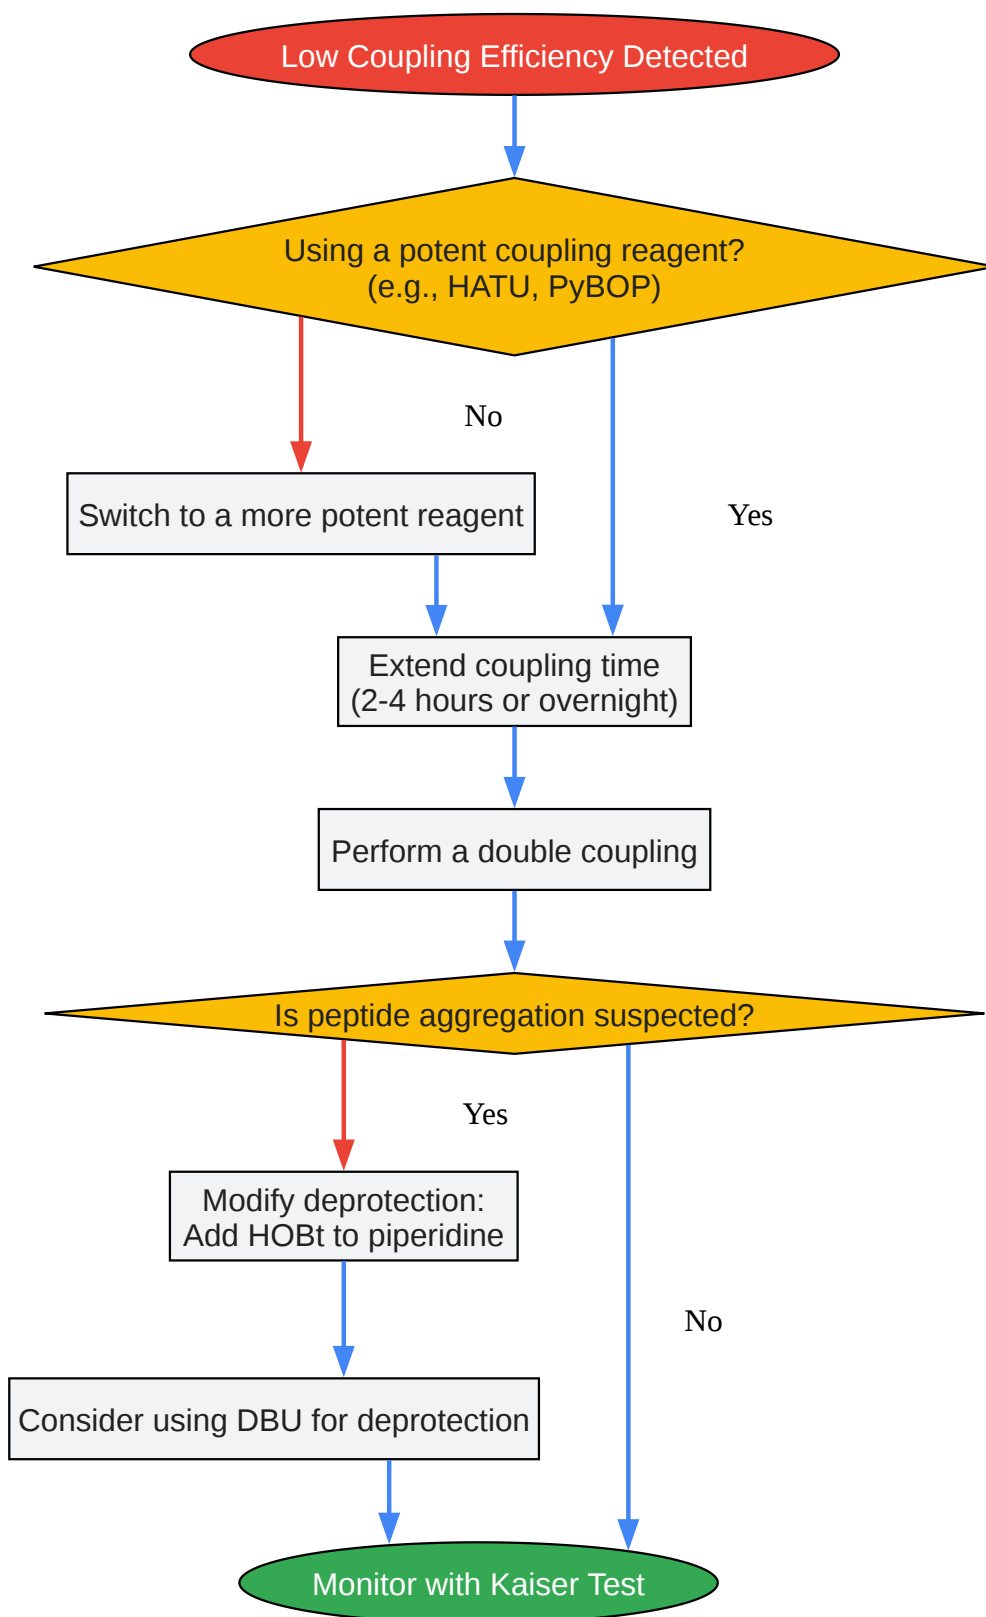 Low Coupling Efficiency Detected
Using a potent coupling reagent?
(e.g., HATU, PyBOP)
No
Switch to a more potent reagent
Yes
Extend coupling time
(2-4 hours or overnight)
Perform a double coupling
Is peptide aggregation suspected?
Yes
Modify deprotection:
Add HOBt to piperidine
No
Consider using DBU for deprotection
Monitor with Kaiser Test